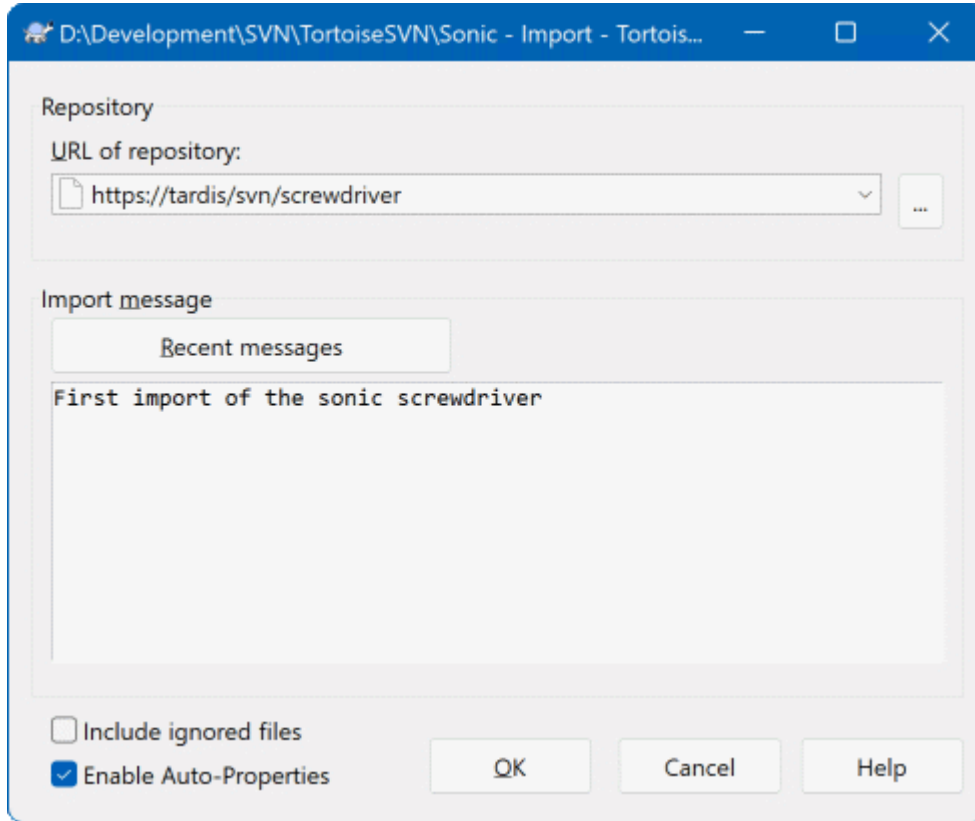 D:\Development\SVN\TortoiseSVN\Sonic - Import - Tortois...
Repository
URL of repository:
https://tardis/svn/screwdriver
...
Import message
Recent messages
First import of the sonic screwdriver
Include ignored files
Enable Auto-Properties
OK
Cancel
Help